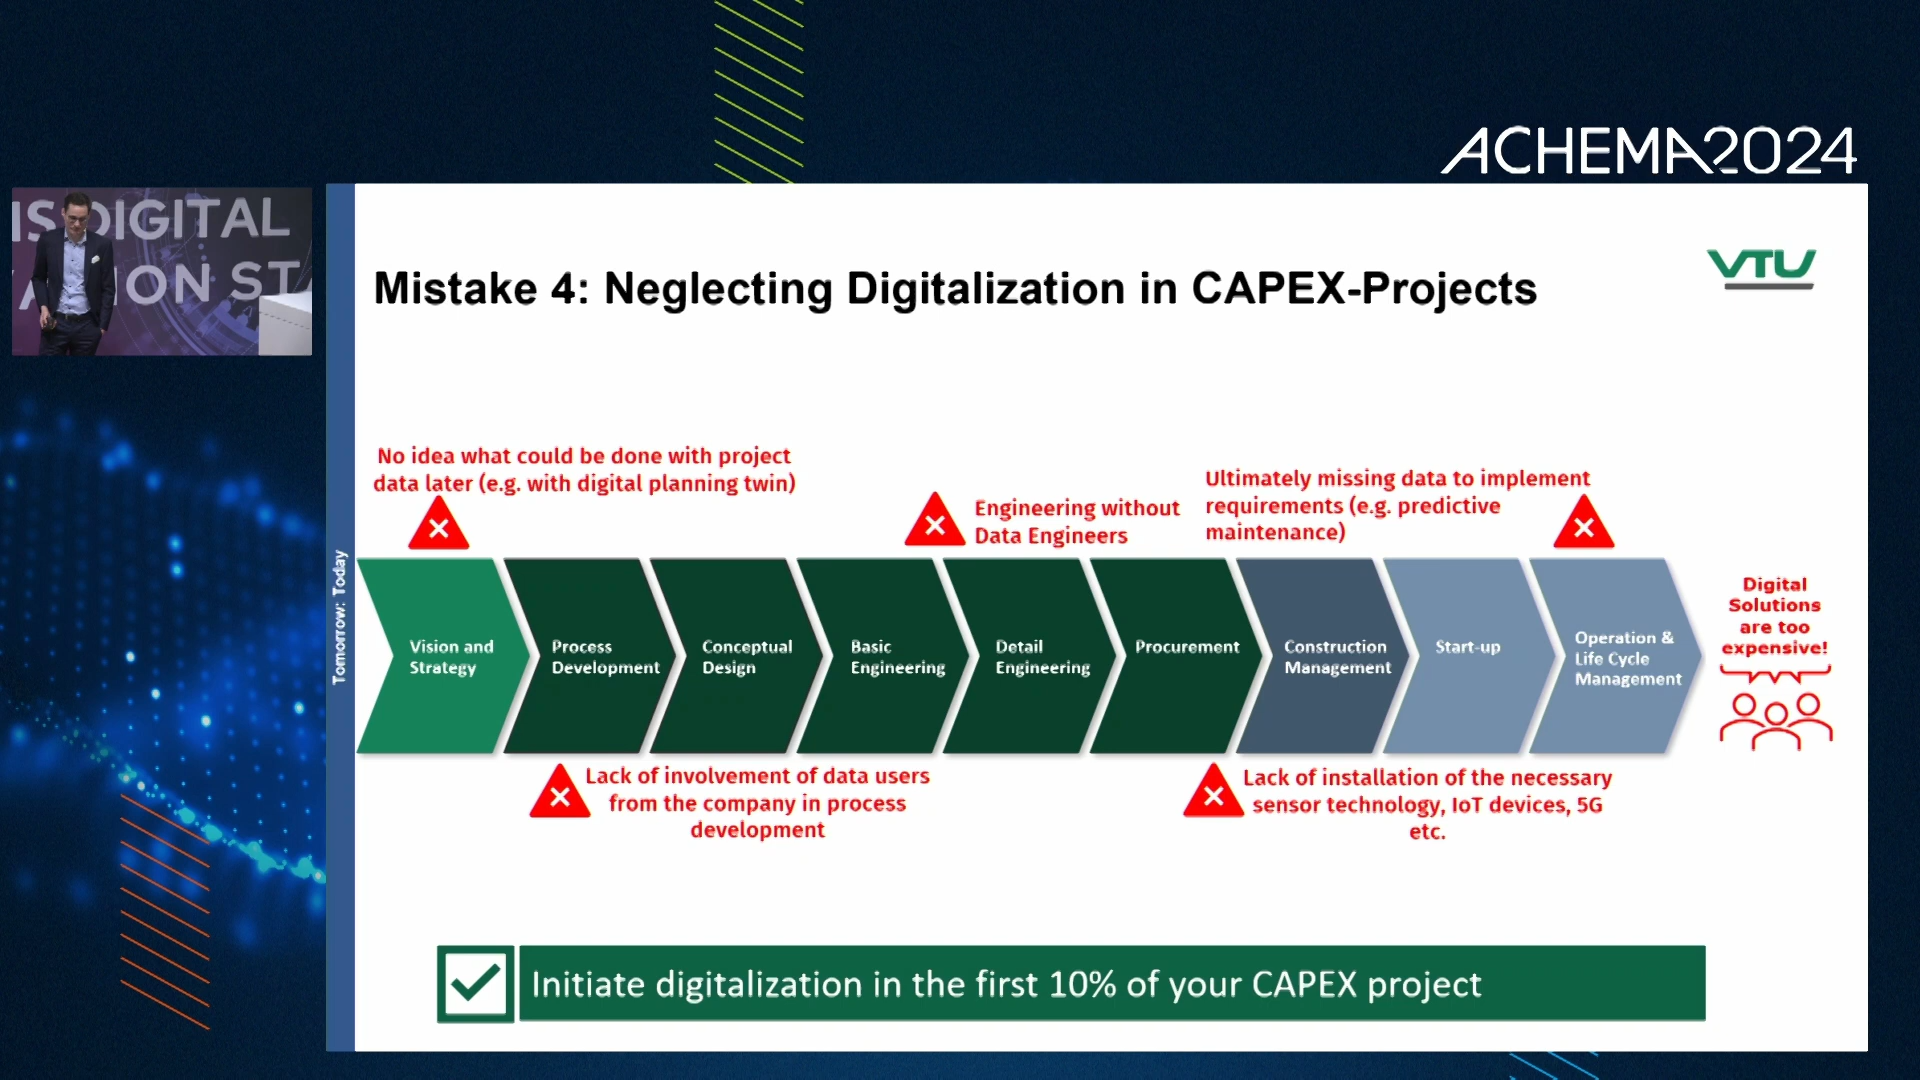 ACHEMA2024
IS DIGITAL
ION STA
VTU
Mistake 4: Neglecting Digitalization in CAPEX-Projects
No idea what could be done with project
data later (e.g. with digital planning twin)
Engineering without
Data Engineers
Ultimately missing data to implement
requirements (e.g. predictive
maintenance)
Tomorrow: Today
Vision and
Strategy
Process
Development
Conceptual
Design
Basic
Engineering
Detail
Engineering
Procurement
Construction
Management
Start-up
Operation &
Life Cycle
Management
Digital
Solutions
are too
expensive!
Lack of involvement of data users
from the company in process
development
Lack of installation of the necessary
sensor technology, IoT devices, 5G
etc.
Initiate digitalization in the first 10% of your CAPEX project